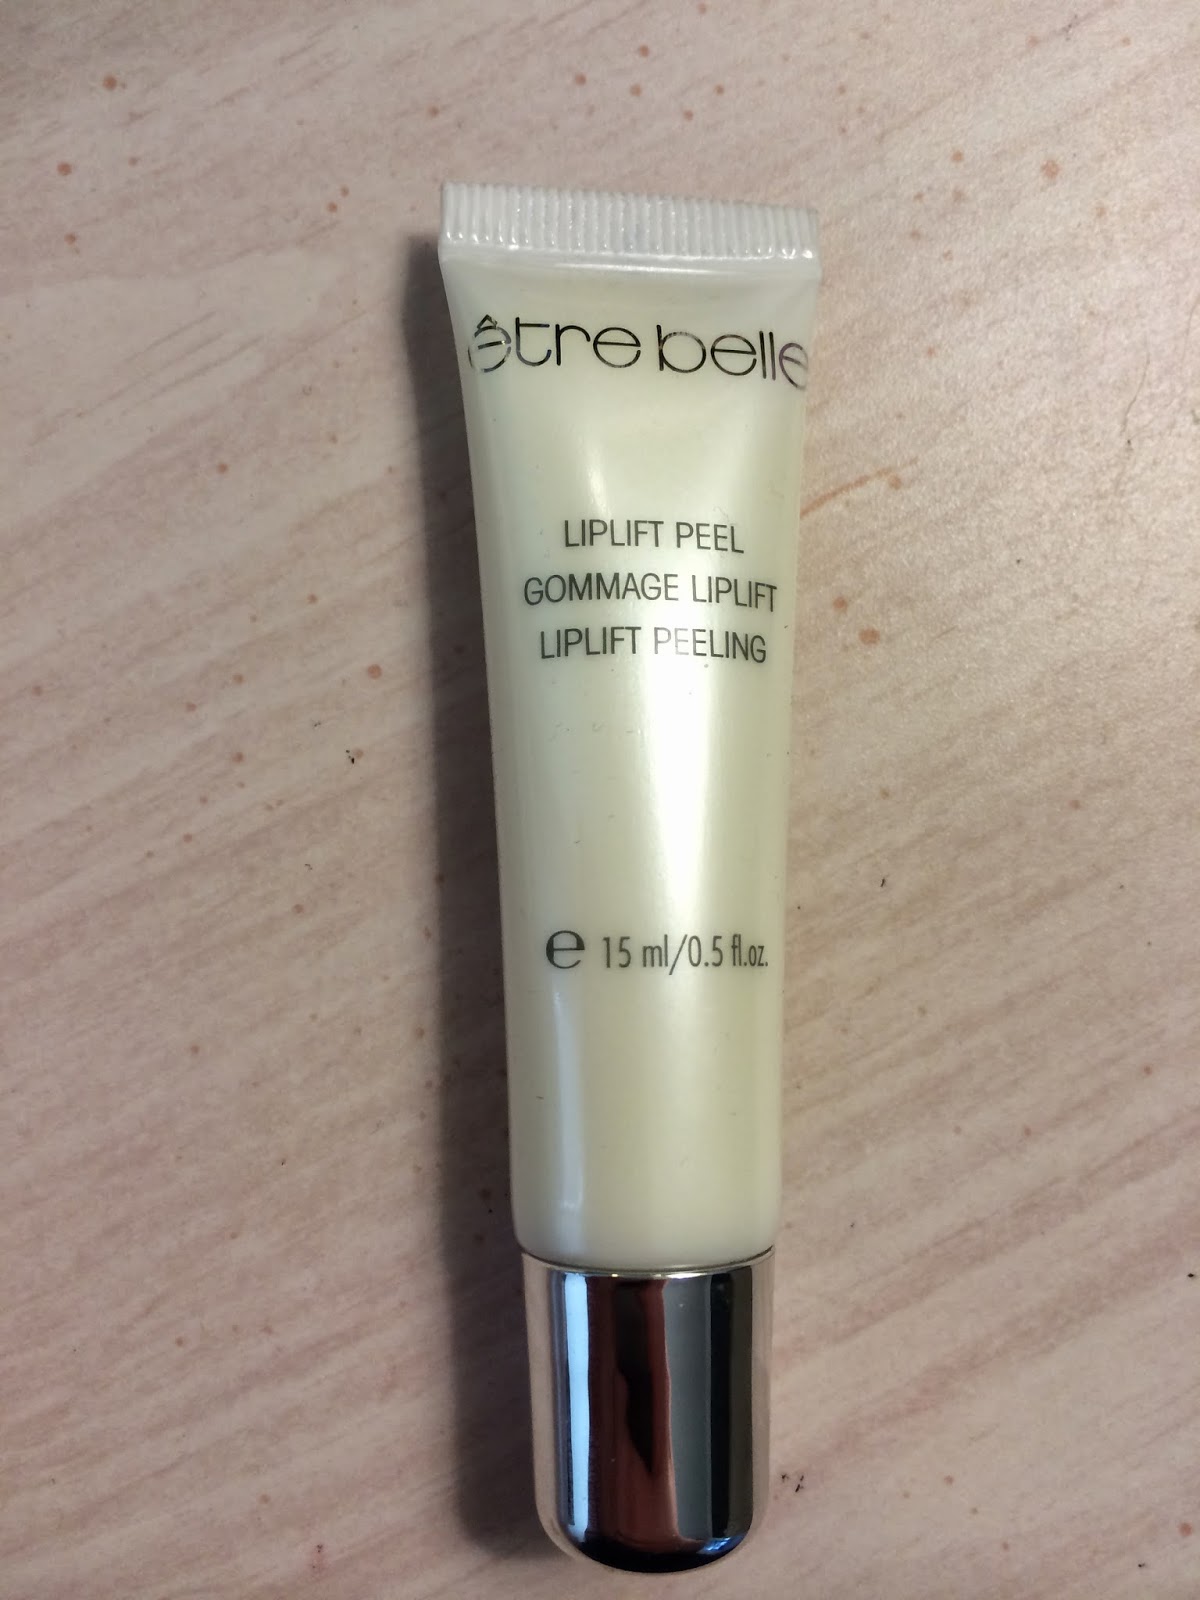 être belle
LIPLIFT PEEL
GOMMAGE LIPLIFT
LIPLIFT PEELING
℮ 15 ml/0.5 fl.oz.